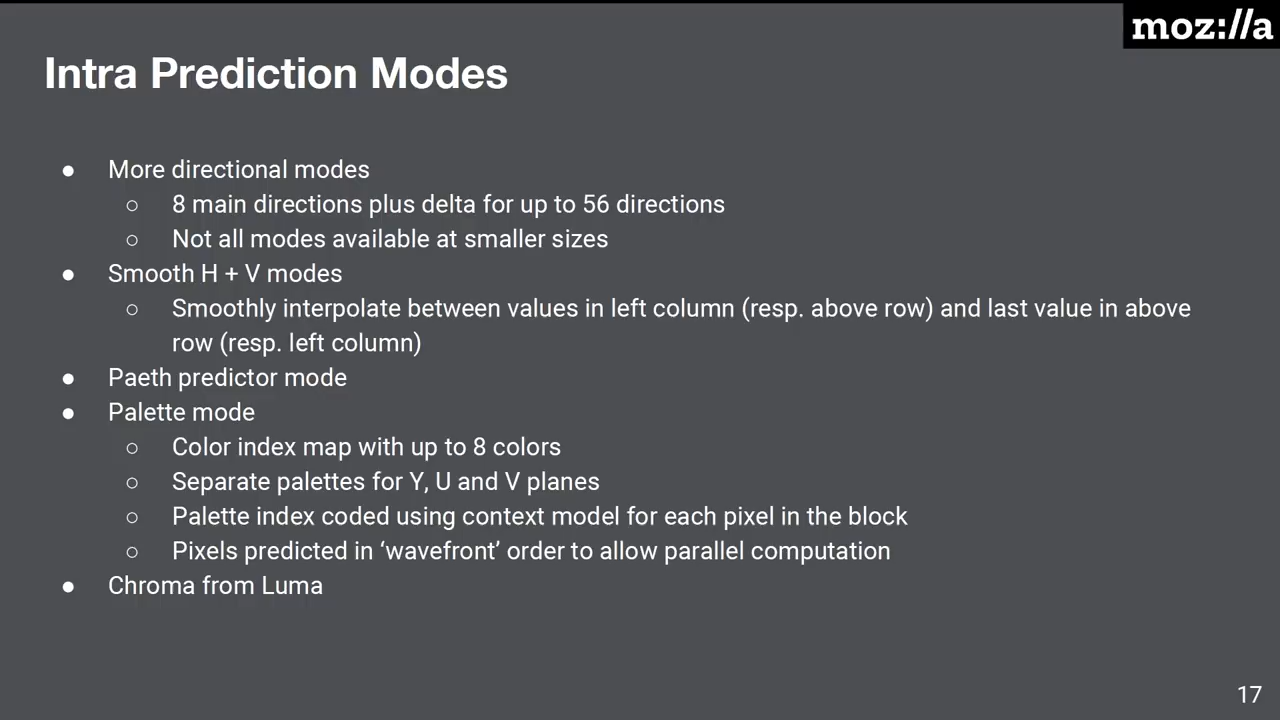 moz://a
Intra Prediction Modes
● More directional modes
○ 8 main directions plus delta for up to 56 directions
○ Not all modes available at smaller sizes
● Smooth H + V modes
○ Smoothly interpolate between values in left column (resp. above row) and last value in above
row (resp. left column)
● Paeth predictor mode
● Palette mode
○ Color index map with up to 8 colors
○ Separate palettes for Y, U and V planes
○ Palette index coded using context model for each pixel in the block
○ Pixels predicted in ‘wavefront’ order to allow parallel computation
● Chroma from Luma
17